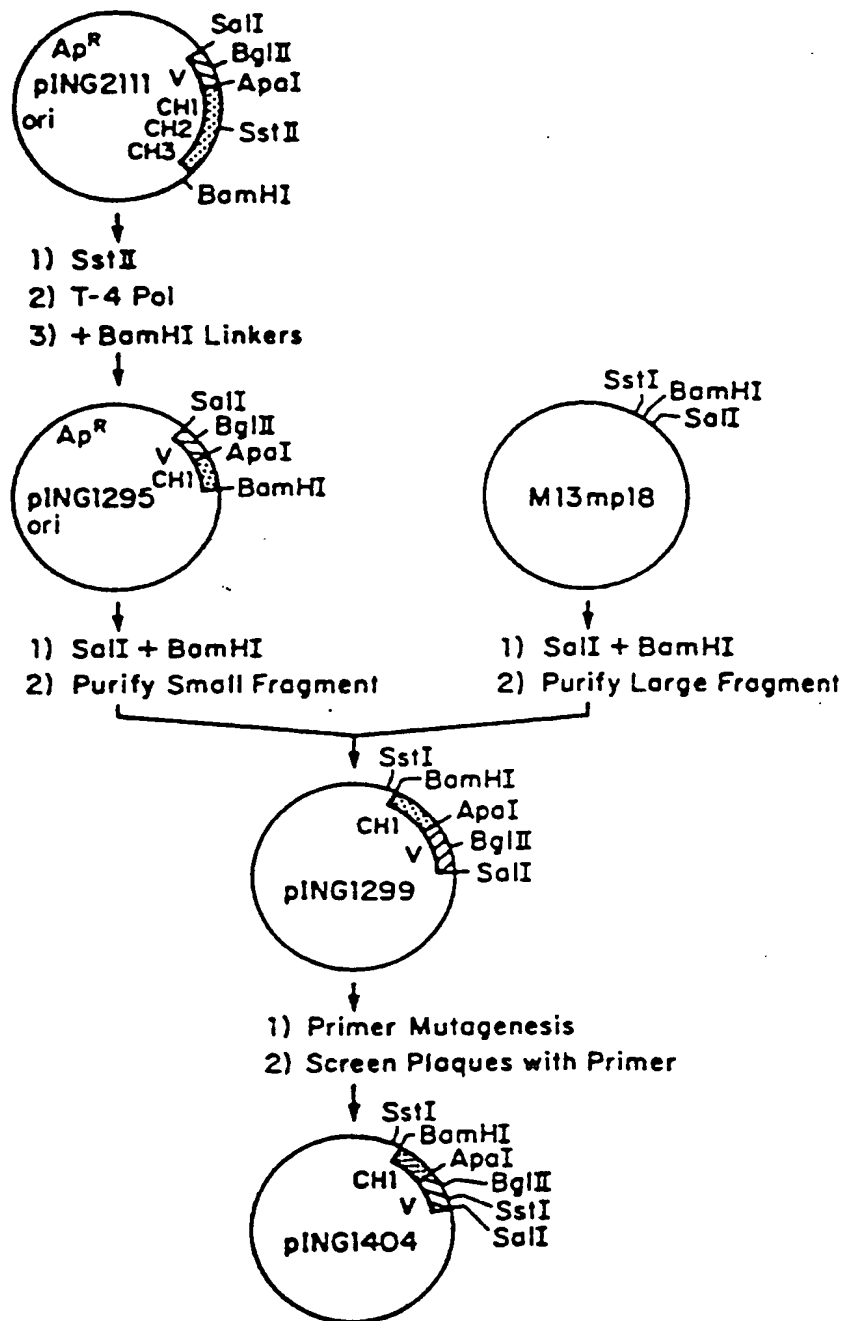 SalI
Ap^R
BglII
V
ApaI
pING2111
CH1
ori
CH2
SstII
CH3
BamHI
1) SstII
2) T-4 Pol
3) +BamHI Linkers
SalI
Ap^R
BglII
V
ApaI
CH1
BamHI
pING1295
ori
SstI
BamHI
SalI
M13mp18
1) SalI + BamHI
2) Purify Small Fragment
1) SalI + BamHI
2) Purify Large Fragment
SstI
BamHI
ApaI
CH1
BglII
V
SalI
pING1299
1) Primer Mutagenesis
2) Screen Plaques with Primer
SstI
BamHI
ApaI
CH1
BglII
V
SstI
SalI
pING1404